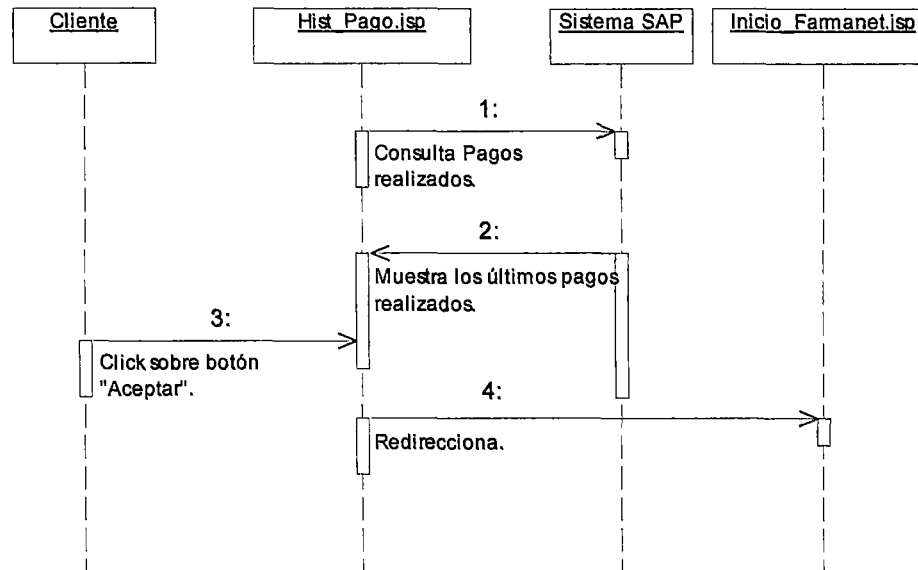 Cliente
Hist_Pago.jsp
Sistema SAP
Inicio_Farmanet.jsp
1:
Consulta Pagos
realizados.
2:
Muestra los últimos pagos
realizados.
3:
Click sobre botón
"Aceptar".
4:
Redirecciona.